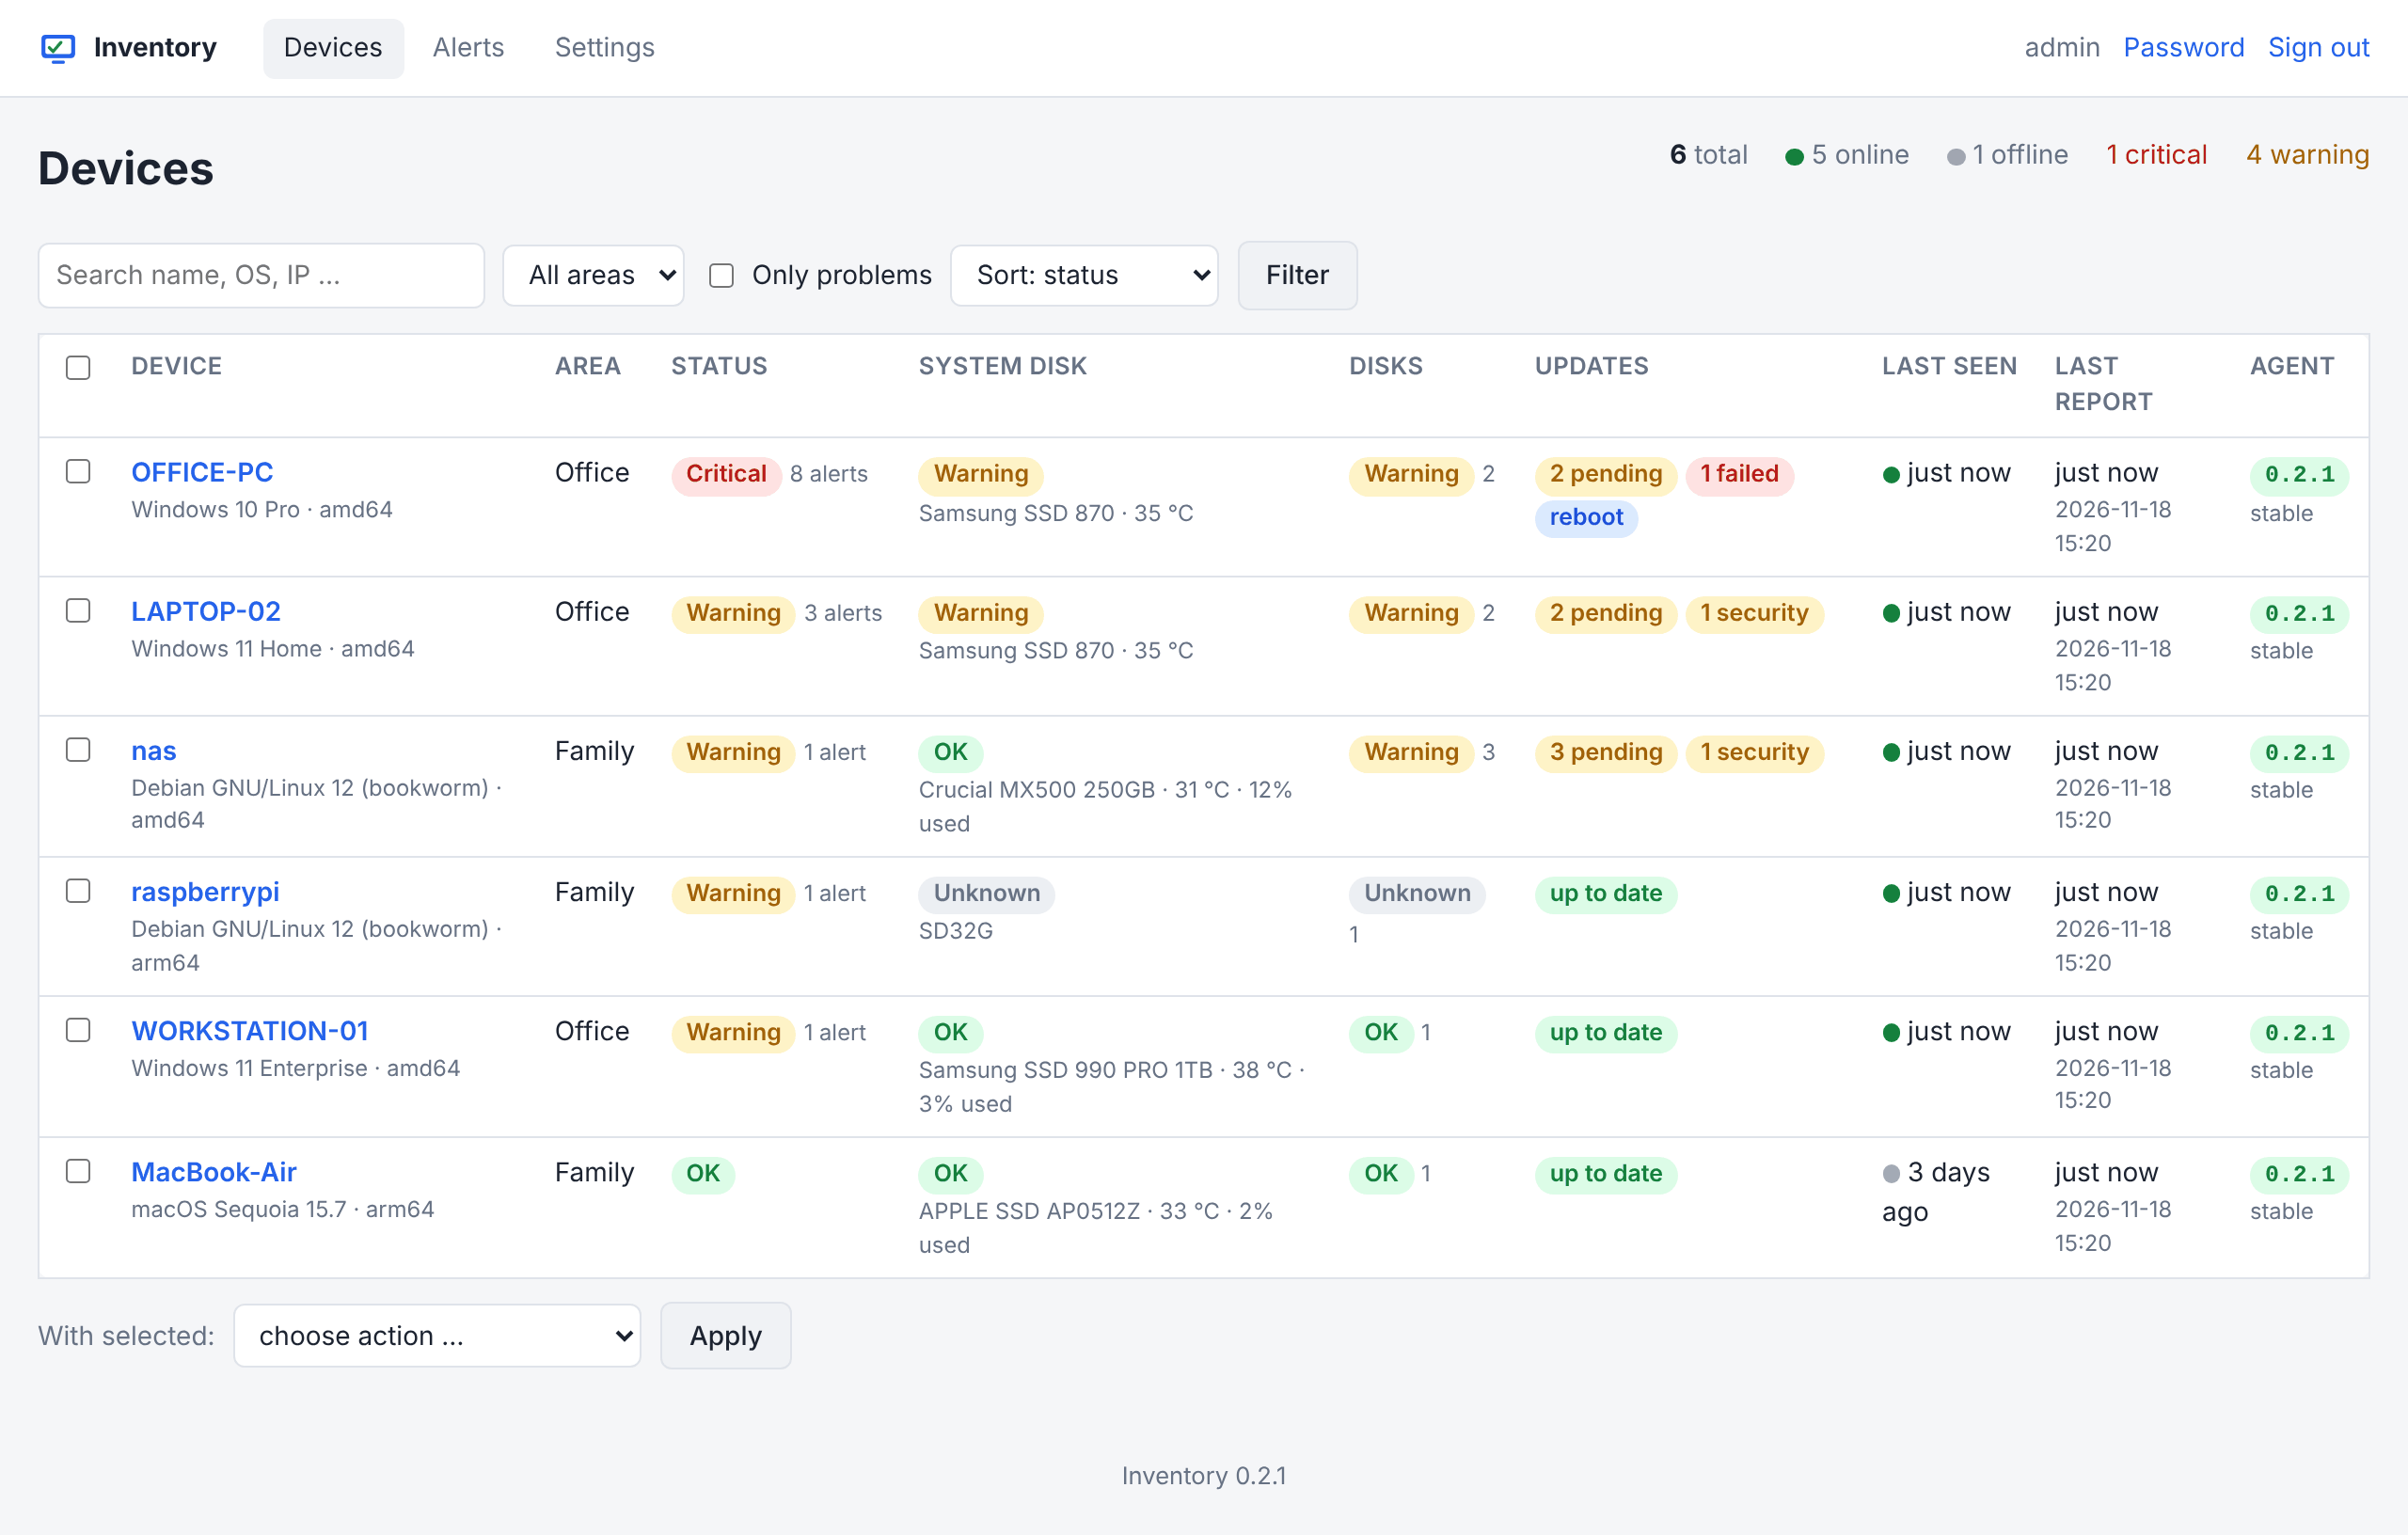 Inventory Devices Alerts Settings admin Password Sign out
Devices 6 total 5 online 1 offline 1 critical 4 warning
Search name, OS, IP ... All areas Only problems Sort: status Filter
DEVICE AREA STATUS SYSTEM DISK DISKS UPDATES LAST SEEN LAST REPORT AGENT
OFFICE-PC Office Critical 8 alerts Warning Warning 2 2 pending 1 failed just now just now 0.2.1
Windows 10 Pro · amd64 Samsung SSD 870 · 35 °C reboot 2026-11-18 stable
15:20
LAPTOP-02 Office Warning 3 alerts Warning Warning 2 2 pending 1 security just now just now 0.2.1
Windows 11 Home · amd64 Samsung SSD 870 · 35 °C 2026-11-18 stable
15:20
nas Family Warning 1 alert OK Warning 3 3 pending 1 security just now just now 0.2.1
Debian GNU/Linux 12 (bookworm) · Crucial MX500 250GB · 31 °C · 12% 2026-11-18 stable
amd64 used 15:20
raspberrypi Family Warning 1 alert Unknown Unknown up to date just now just now 0.2.1
Debian GNU/Linux 12 (bookworm) · SD32G 1 2026-11-18 stable
arm64 15:20
WORKSTATION-01 Office Warning 1 alert OK OK 1 up to date just now just now 0.2.1
Windows 11 Enterprise · amd64 Samsung SSD 990 PRO 1TB · 38 °C · 2026-11-18 stable
3% used 15:20
MacBook-Air Family OK OK OK 1 up to date 3 days just now 0.2.1
macOS Sequoia 15.7 · arm64 APPLE SSD AP0512Z · 33 °C · 2% ago 2026-11-18 stable
used 15:20
With selected: choose action ... Apply
Inventory 0.2.1